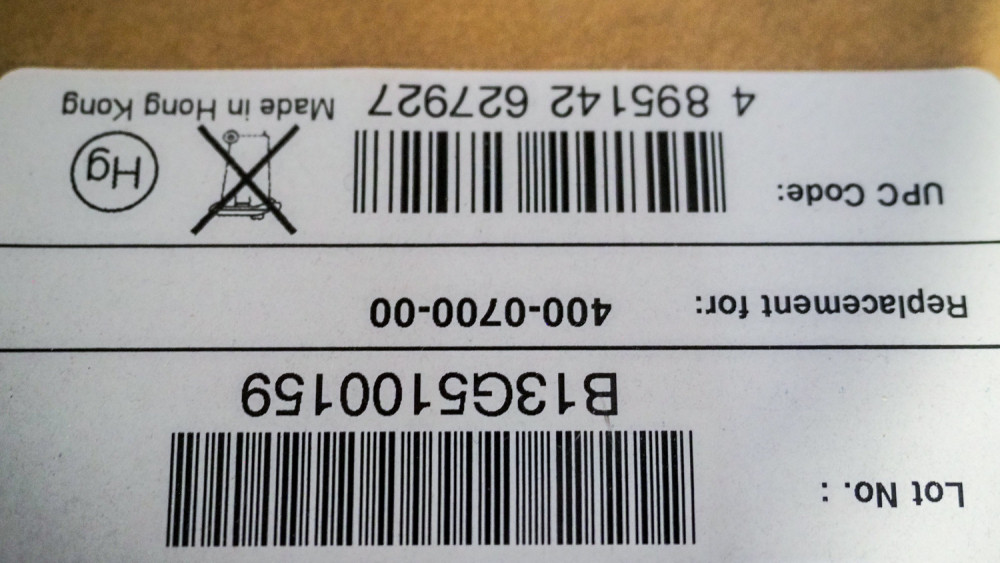 Lot No. :
B13G5100159
Replacement for: 400-0700-00
UPC Code:
4 895142 627927
Hg
Made in Hong Kong